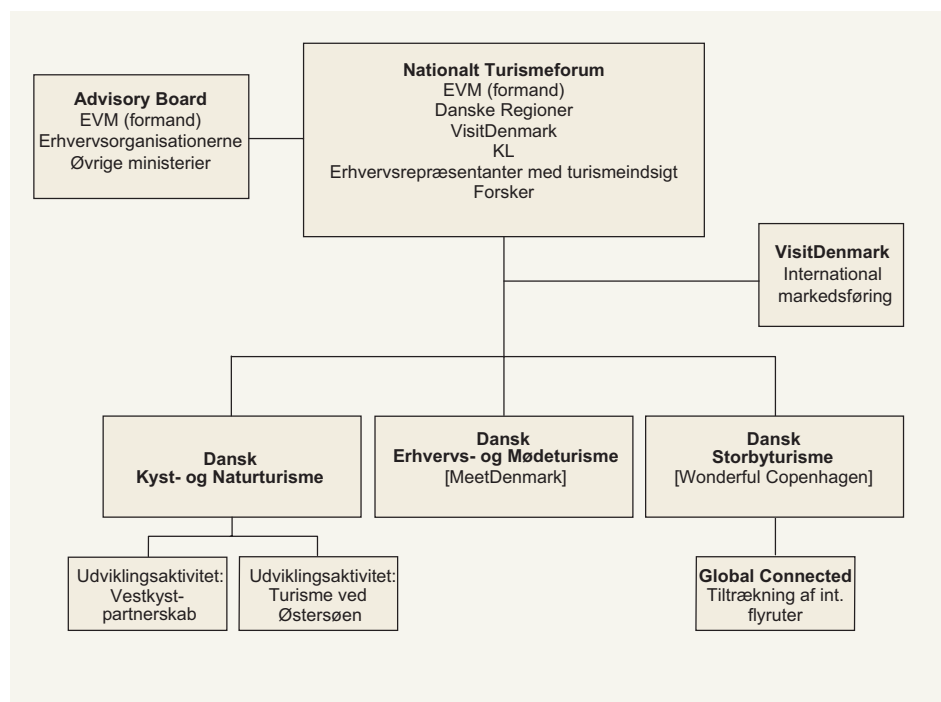 Advisory Board
EVM (formand)
Erhvervsorganisationerne
Øvrige ministerier
Nationalt Turismeforum
EVM (formand)
Danske Regioner
VisitDenmark
KL
Erhvervsrepræsentanter med turismeindsigt
Forsker
VisitDenmark
International
markedsføring
Dansk
Kyst- og Naturturisme
Dansk
Erhvervs- og Mødeturisme
[MeetDenmark]
Dansk
Storbyturisme
[Wonderful Copenhagen]
Udviklingsaktivitet:
Vestkyst-
partnerskab
Udviklingsaktivitet:
Turisme ved
Østersøen
Global Connected
Tiltrækning af int.
flyruter